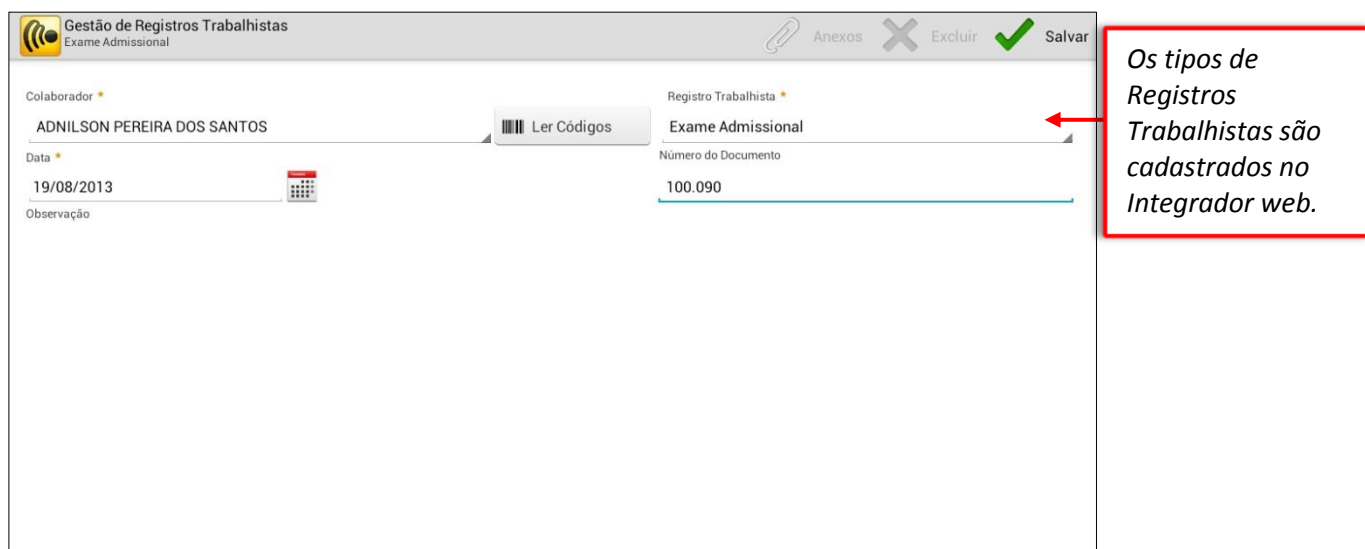 Gestão de Registros Trabalhistas
Exame Admissional
Anexos
Excluir
Salvar
Colaborador *
Registro Trabalhista *
ADNILSON PEREIRA DOS SANTOS
Ler Códigos
Exame Admissional
Data *
Número do Documento
19/08/2013
100.090
Observação
Os tipos de
Registros
Trabalhistas são
cadastrados no
Integrador web.